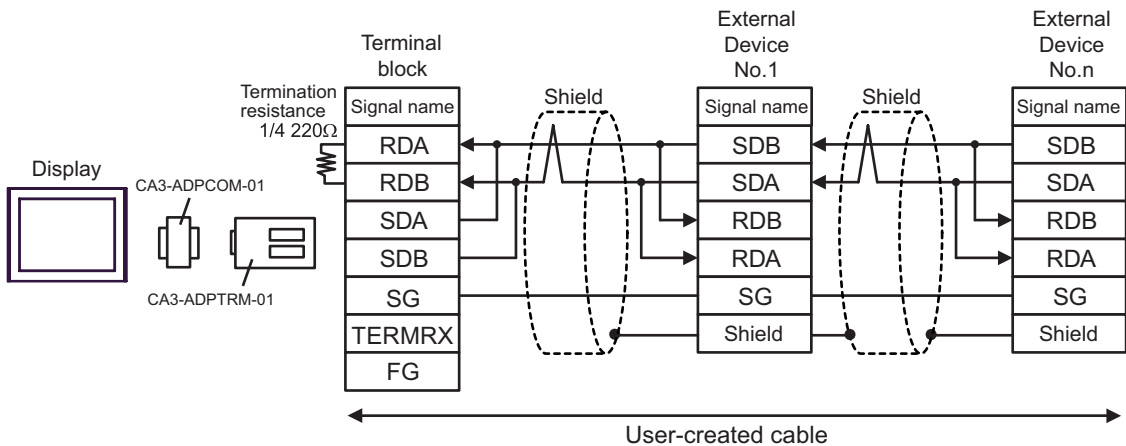 Display
CA3-ADPCOM-01
CA3-ADPTRM-01
Termination
resistance
1/4 220Ω
Terminal
block
Signal name
RDA
RDB
SDA
SDB
SG
TERMRX
FG
Shield
External
Device
No.1
Signal name
SDB
SDA
RDB
RDA
SG
Shield
Shield
External
Device
No.n
Signal name
SDB
SDA
RDB
RDA
SG
Shield
User-created cable